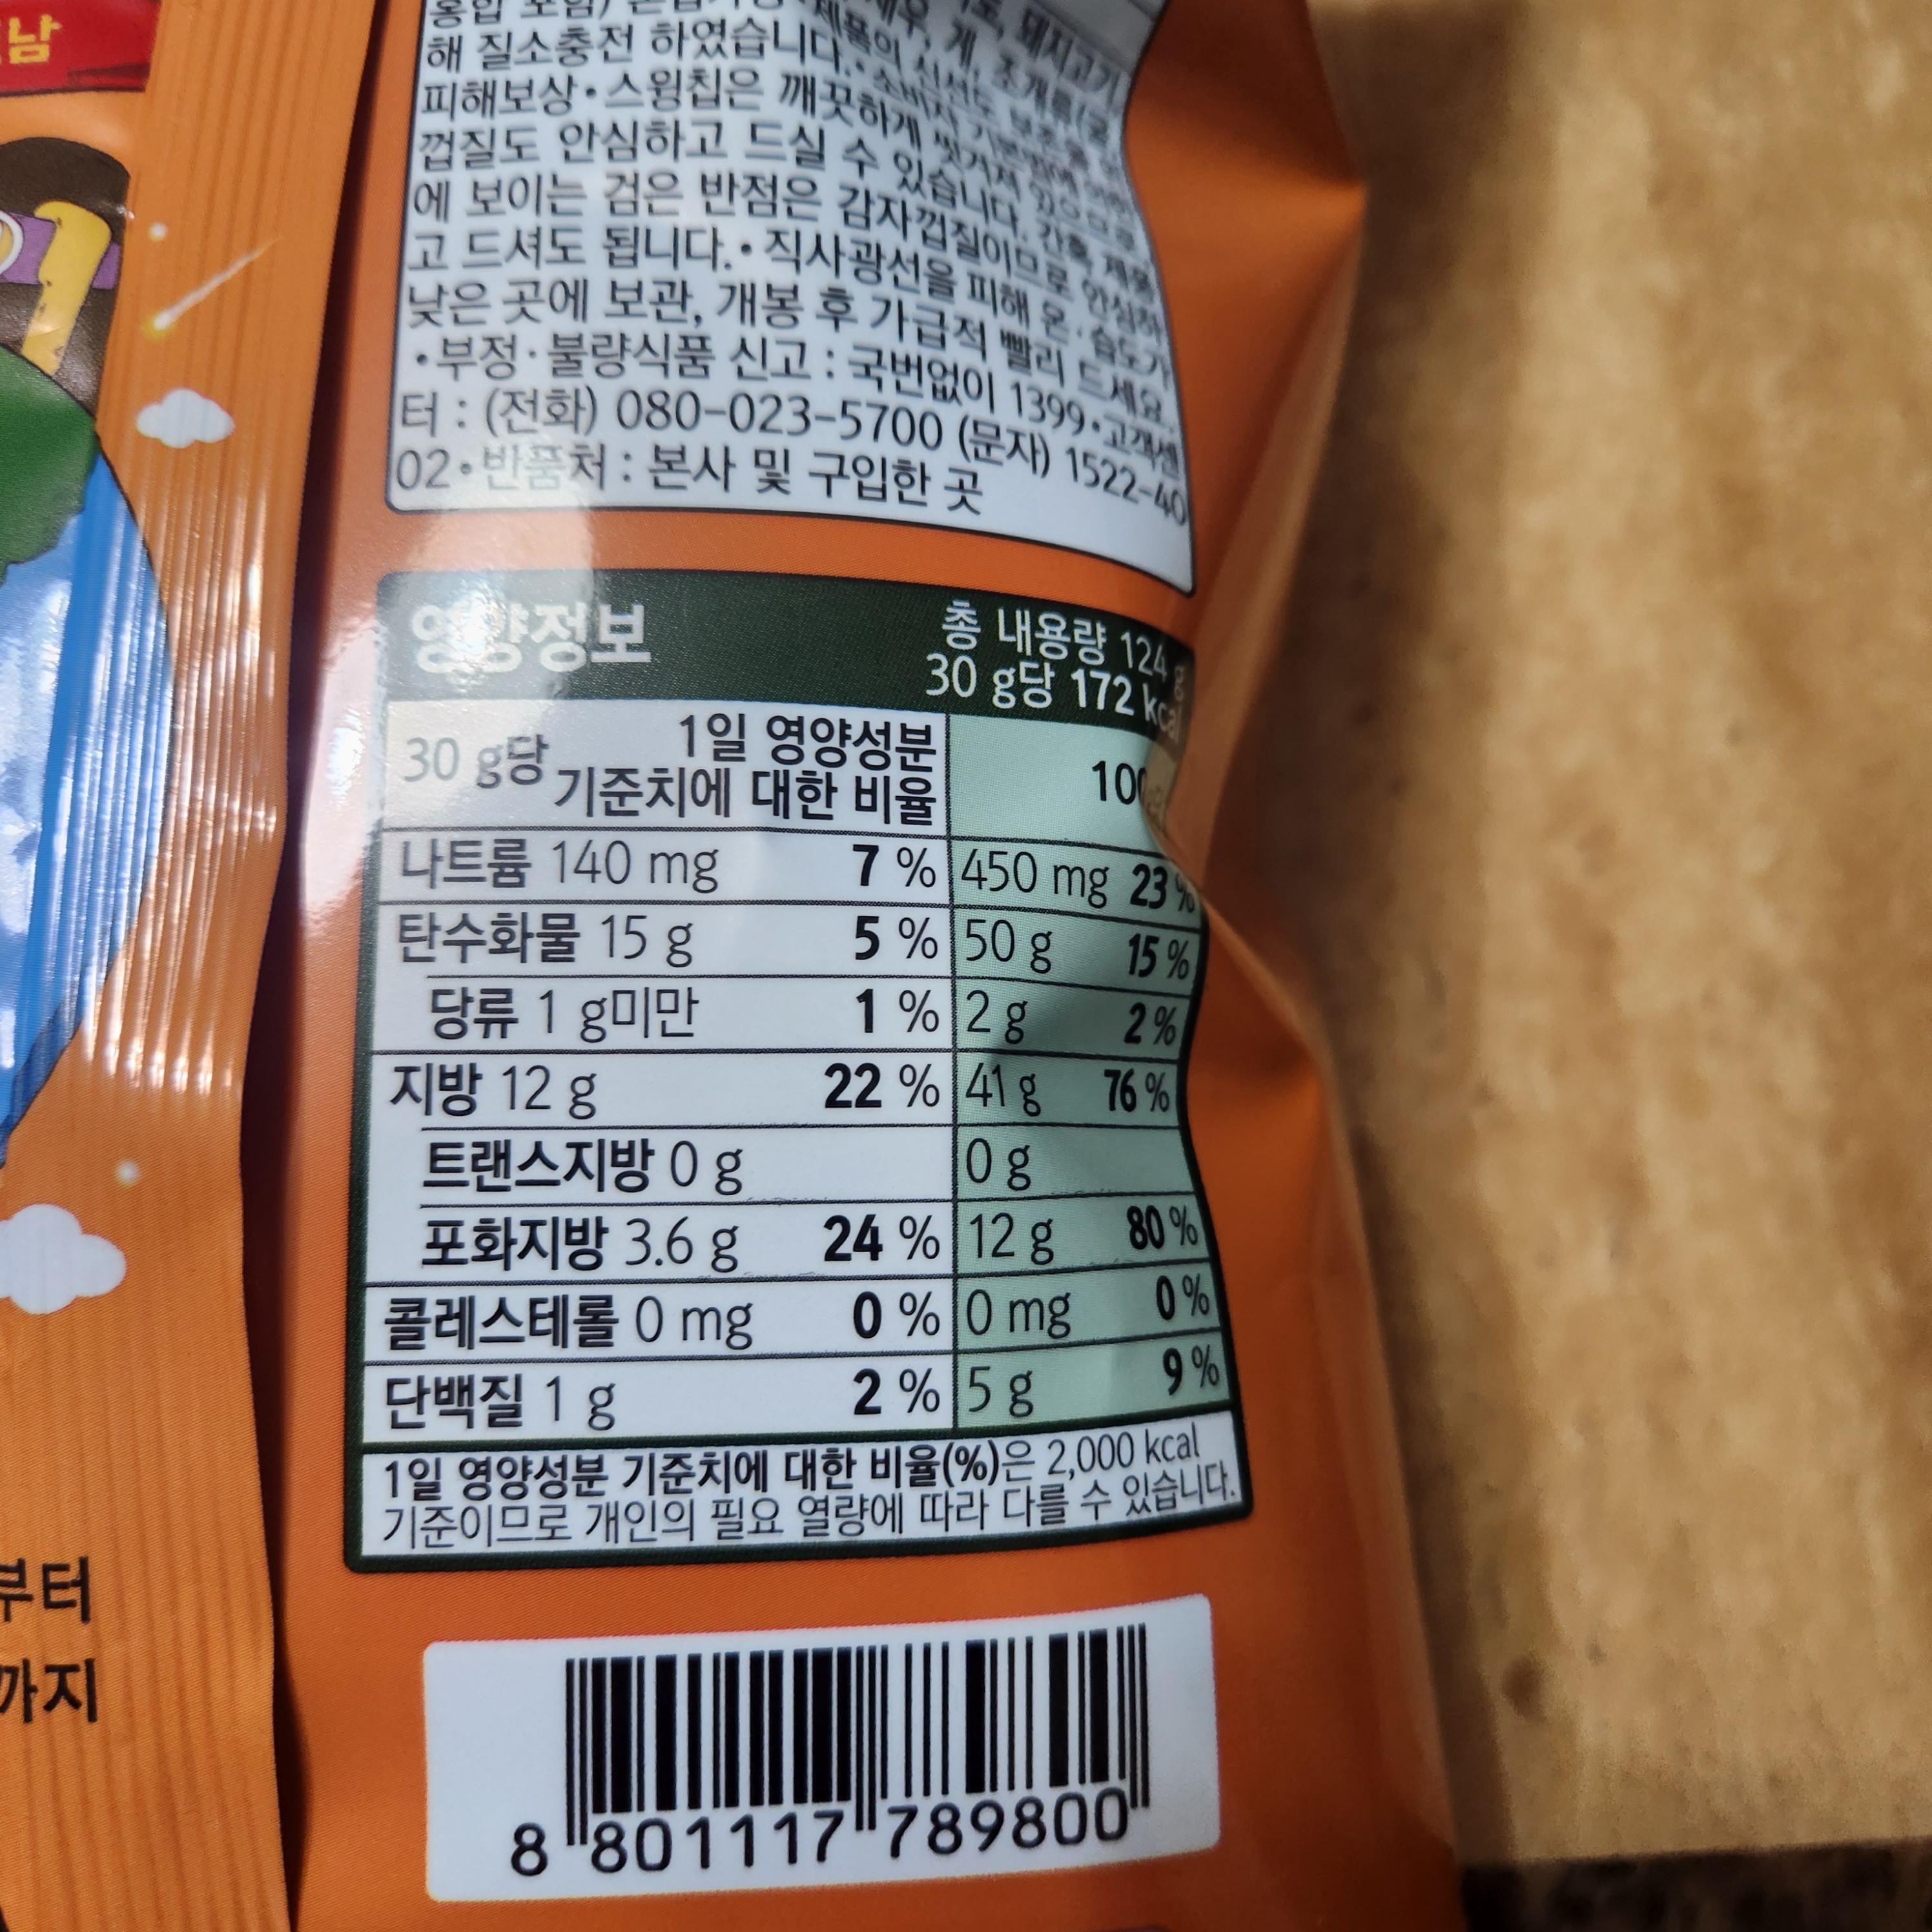 남
해 질소충전 하였습니다.• 소비자
피해보상•스윙칩은 깨끗하게 씻겨져 있으므로
껍질도 안심하고 드실 수 있습니다. 간혹, 제품
에 보이는 검은 반점은 감자껍질이므로 안심하
고 드셔도 됩니다.• 직사광선을 피해 온·습도가
낮은 곳에 보관, 개봉 후 가급적 빨리 드세요.
•부정·불량식품 신고 : 국번없이 1399•고객센
터 : (전화) 080-023-5700 (문자) 1522-40
02•반품처 : 본사 및 구입한 곳
영양정보
총 내용량 124 g
30 g당 172 kcal
30 g당 1일 영양성분
기준치에 대한 비율
100
나트륨 140 mg 7 % 450 mg 23 %
탄수화물 15 g 5 % 50 g 15 %
당류 1 g미만 1 % 2 g 2 %
지방 12 g 22 % 41 g 76 %
트랜스지방 0 g 0 g
포화지방 3.6 g 24 % 12 g 80 %
콜레스테롤 0 mg 0 % 0 mg 0 %
단백질 1 g 2 % 5 g 9 %
1일 영양성분 기준치에 대한 비율(%)은 2,000 kcal
기준이므로 개인의 필요 열량에 따라 다를 수 있습니다.
부터
까지
8 801117 789800